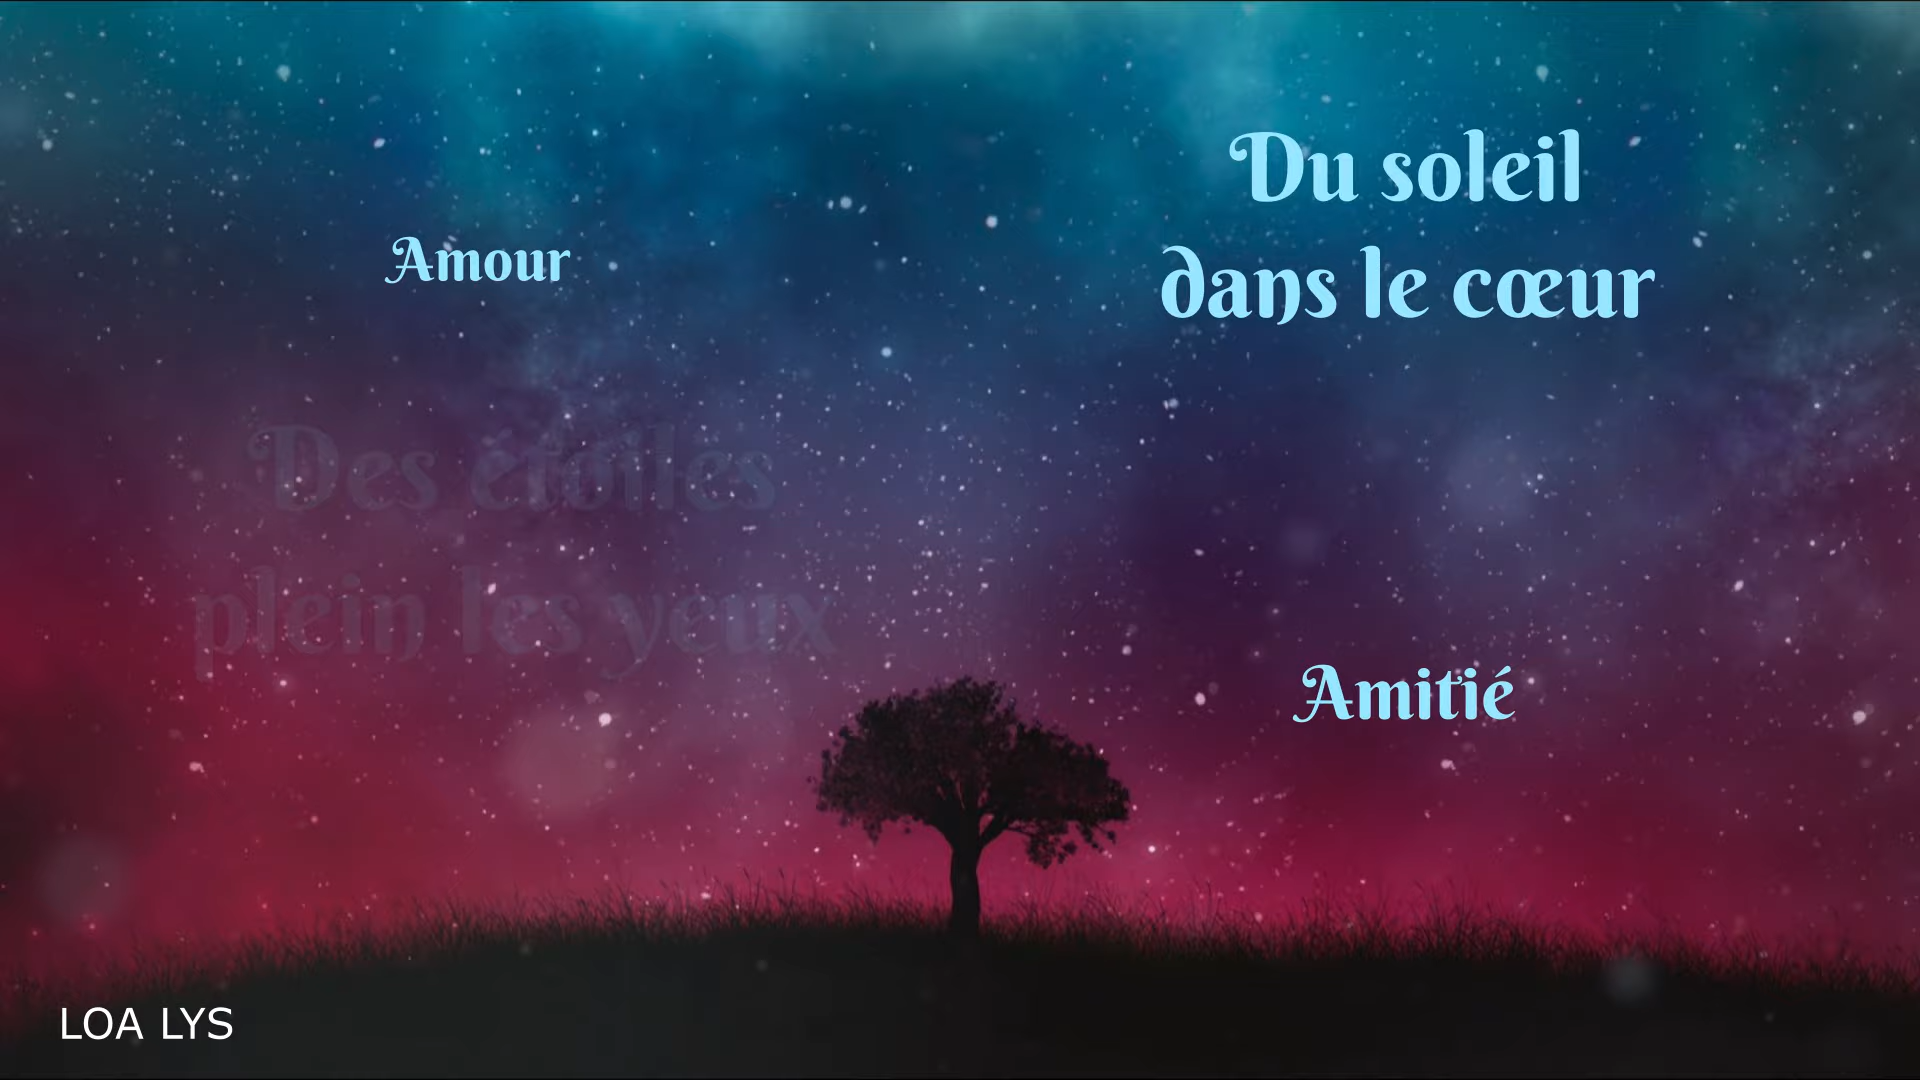 Amour
Des étoiles
plein les yeux
Du soleil
dans le cœur
Amitié
LOA LYS